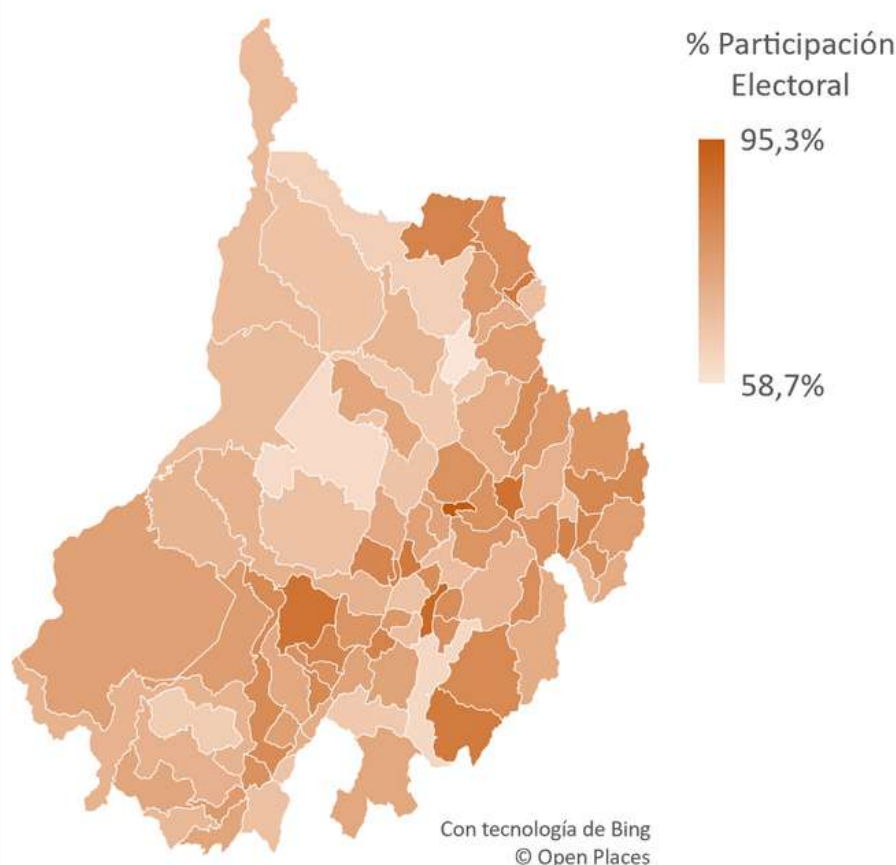 % Participación
Electoral
95,3%
58,7%
Con tecnología de Bing
© Open Places